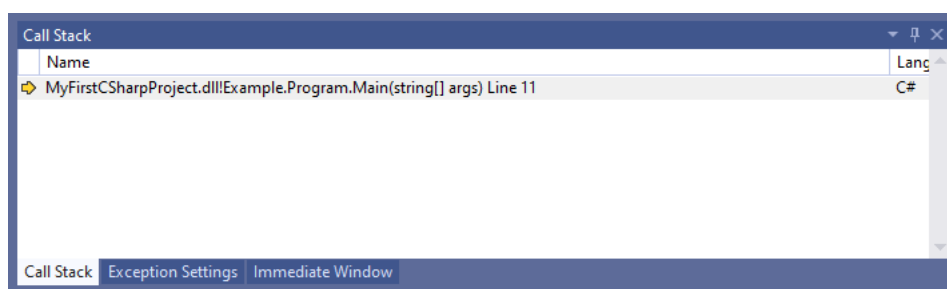 Call Stack
Name Lang
MyFirstCSharpProject.dll!Example.Program.Main(string[] args) Line 11 C#
Call Stack Exception Settings Immediate Window